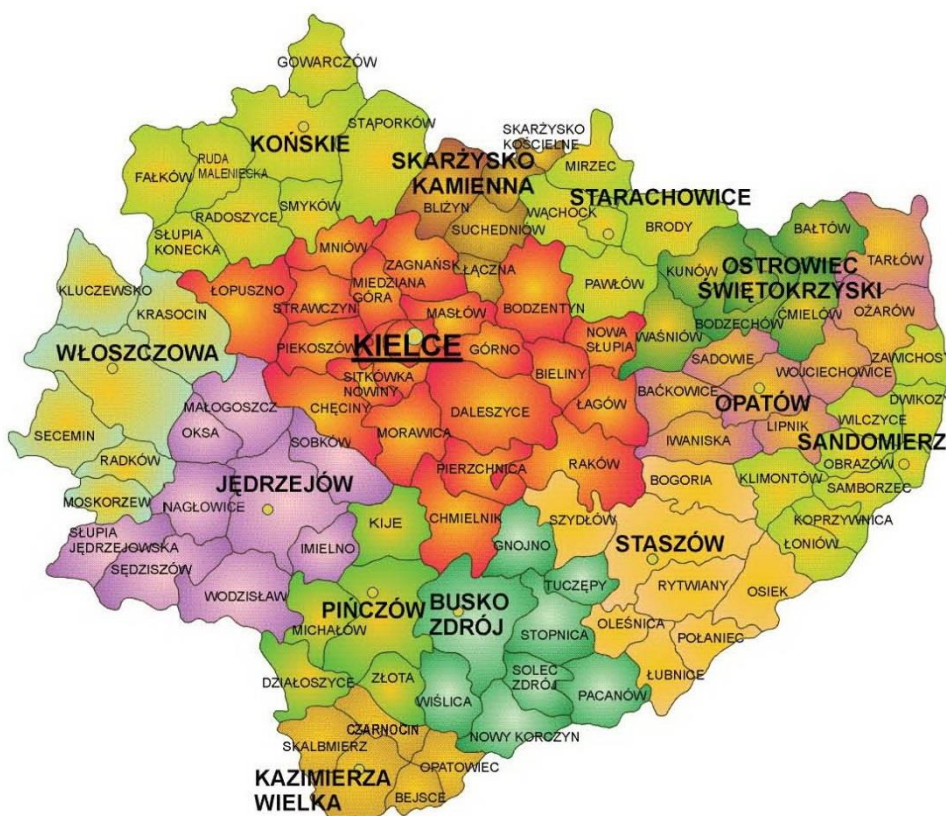 GOWARCZÓW
STĄPORKÓW
KOŃSKIE
SKARŻYSKO
KOŚCIELNE
RUDA
MALENIECKA
FAŁKÓW
SKARŻYSKO
KAMIENNA
MIRZEC
STARACHOWICE
SMYKÓW
RADOSZYCE
BLIŻYN
WĄCHOCK
BRODY
SUCHEDNIÓW
BAŁTÓW
SŁUPIA
KONECKA
MNIÓW
ZAGNAŃSK
ŁĄCZNA
KUNÓW
OSTROWIEC
ŚWIĘTOKRZYSKI
TARŁÓW
KLUCZEWSKO
ŁOPUSZNO
MIEDZIANA
GÓRA
PAWŁÓW
STRAWCZYN
MASŁÓW
BODZENTYN
OŻARÓW
KRASOCIN
ĆMIELÓW
BODZECHÓW
WAŚNIÓW
NOWA
SŁUPIA
WŁOSZCZOWA
PIEKOSZÓW
KIELCE
GÓRNO
SADOWIE
WOJCIECHOWICE
ZAWICHOST
BIELINY
SITKÓWKA
NOWINY
BAĆKOWICE
DWIKOZY
MAŁOGOSZCZ
CHĘCINY
DALESZYCE
ŁAGÓW
OPATÓW
LIPNIK
WILCZYCE
SECEMIN
OKSA
SOBKÓW
MORAWICA
IWANISKA
SANDOMIERZ
RADKÓW
PIERZCHNICA
RAKÓW
OBRAZÓW
BOGORIA
KLIMONTÓW
SAMBORZEC
JĘDRZEJÓW
MOSKORZEW
NAGŁOWICE
KIJE
CHMIELNIK
SZYDŁÓW
KOPRZYWNICA
SŁUPIA
JĘDRZEJOWSKA
IMIELNO
GNOJNO
STASZÓW
ŁONIÓW
SĘDZISZÓW
TUCZĘPY
RYTWIANY
OSIEK
WODZISŁAW
PIŃCZÓW
BUSKO
ZDRÓJ
OLEŚNICA
MICHAŁÓW
STOPNICA
POŁANIEC
SOLEC
ZDRÓJ
ŁUBNICE
DZIAŁOSZYCE
ZŁOTA
WIŚLICA
PACANÓW
CZARNOCIN
NOWY KORCZYN
SKALBMIERZ
OPATOWIEC
KAZIMIERZA
WIELKA
BEJSCE